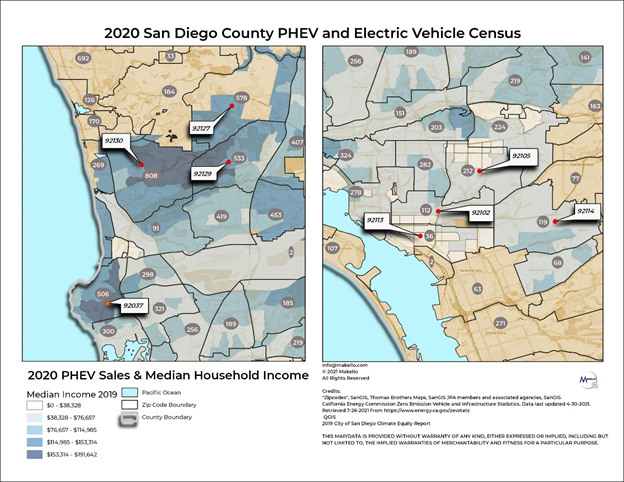 2020 San Diego County PHEV and Electric Vehicle Census
692
33
184
126
170
578
92127
92130
407
269
808
533
92129
91
419
453
2
298
506
92037
321
185
300
256
189
219
141
256
219
151
163
203
224
324
282
92105
212
77
278
112
92102
92113
36
119
92114
107
2
68
63
271
2020 PHEV Sales & Median Household Income
Median Income 2019
$0 - $38,328
$38,328 - $76,657
$76,657 - $114,985
$114,985 - $153,314
$153,314 - $191,642
Pacific Ocean
Zip Code Boundary
County Boundary
info@makello.com
© 2021 Makello
All Rights Reserved
Credits:
"Zipcodes", SanGIS, Thomas Brothers Maps, SanGIS JPA members and associated agencies, SanGIS.
California Energy Commission Zero Emission Vehicle and Infrastructure Statistics. Data last updated 4-30-2021.
Retrieved 7-26-2021 from https://www.energy.ca.gov/zevstats
QGIS
2019 City of San Diego Climate Equity Report
THIS MAP/DATA IS PROVIDED WITHOUT WARRANTY OF ANY KIND, EITHER EXPRESSED OR IMPLIED, INCLUDING BUT
NOT LIMITED TO, THE IMPLIED WARRANTIES OF MERCHANTABILITY AND FITNESS FOR A PARTICULAR PURPOSE.